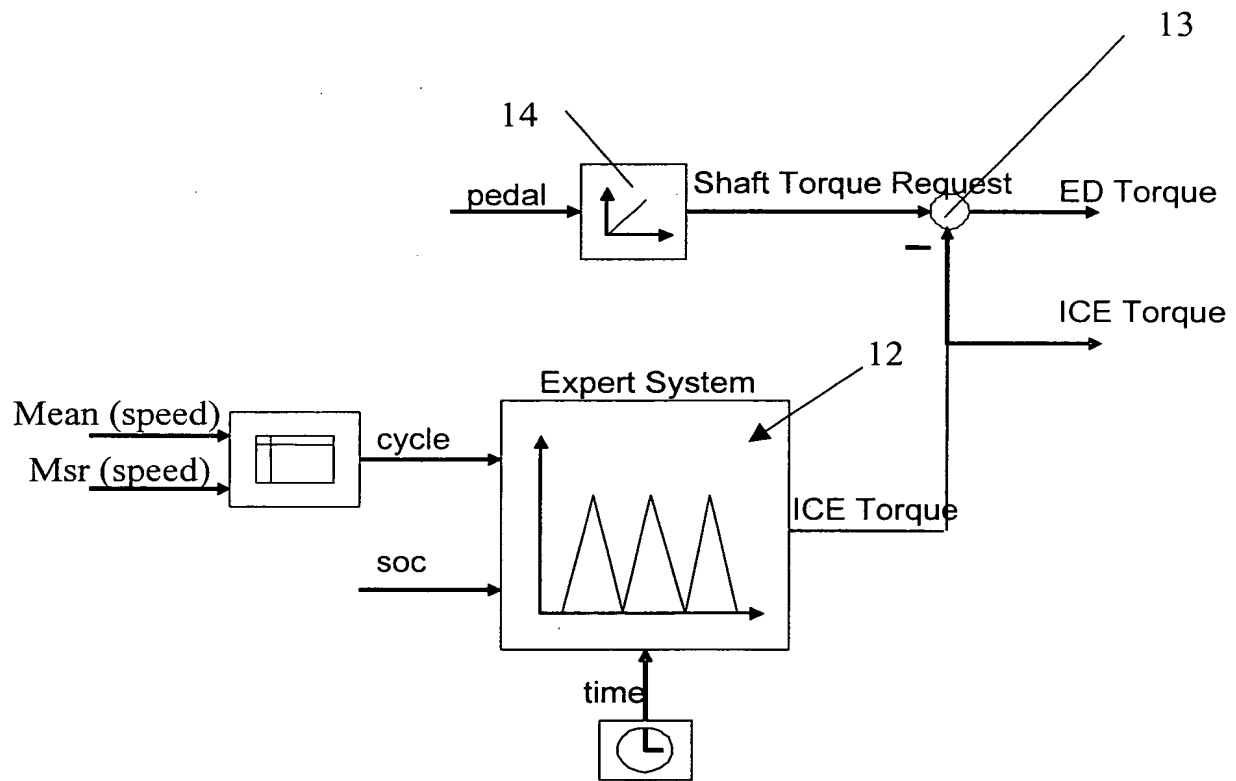 13
14
Shaft Torque Request
pedal
ED Torque
ICE Torque
12
Expert System
Mean (speed)
cycle
Msr (speed)
ICE Torque
soc
time